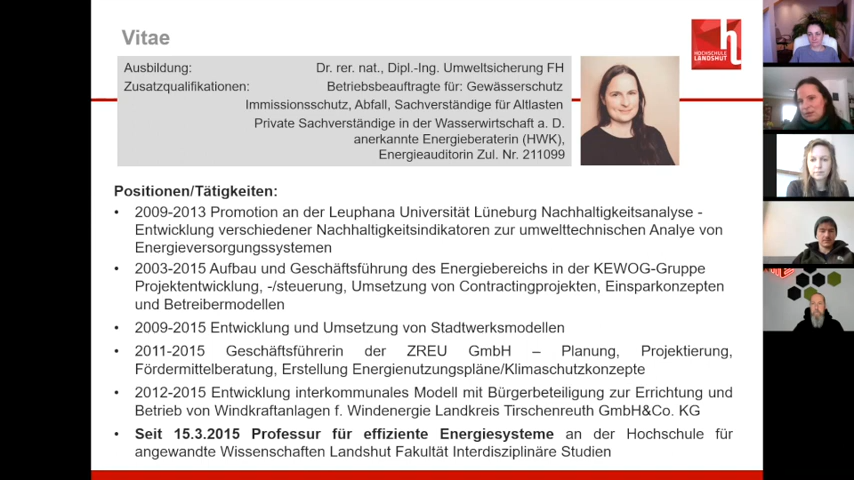 Vitae
HOCHSCHULE
LANDSHUT
Ausbildung: Dr. rer. nat., Dipl.-Ing. Umweltsicherung FH
Zusatzqualifikationen: Betriebsbeauftragte für: Gewässerschutz
Immissionsschutz, Abfall, Sachverständige für Altlasten
Private Sachverständige in der Wasserwirtschaft a. D.
anerkannte Energieberaterin (HWK),
Energieauditorin Zul. Nr. 211099
Positionen/Tätigkeiten:
• 2009-2013 Promotion an der Leuphana Universität Lüneburg Nachhaltigkeitsanalyse -
Entwicklung verschiedener Nachhaltigkeitsindikatoren zur umwelttechnischen Analye von
Energieversorgungssystemen
• 2003-2015 Aufbau und Geschäftsführung des Energiebereichs in der KEWOG-Gruppe
Projektentwicklung, -/steuerung, Umsetzung von Contractingprojekten, Einsparkonzepten
und Betreibermodellen
• 2009-2015 Entwicklung und Umsetzung von Stadtwerksmodellen
• 2011-2015 Geschäftsführerin der ZREU GmbH – Planung, Projektierung,
Fördermittelberatung, Erstellung Energienutzungspläne/Klimaschutzkonzepte
• 2012-2015 Entwicklung interkommunales Modell mit Bürgerbeteiligung zur Errichtung und
Betrieb von Windkraftanlagen f. Windenergie Landkreis Tirschenreuth GmbH&Co. KG
• Seit 15.3.2015 Professur für effiziente Energiesysteme an der Hochschule für
angewandte Wissenschaften Landshut Fakultät Interdisziplinäre Studien